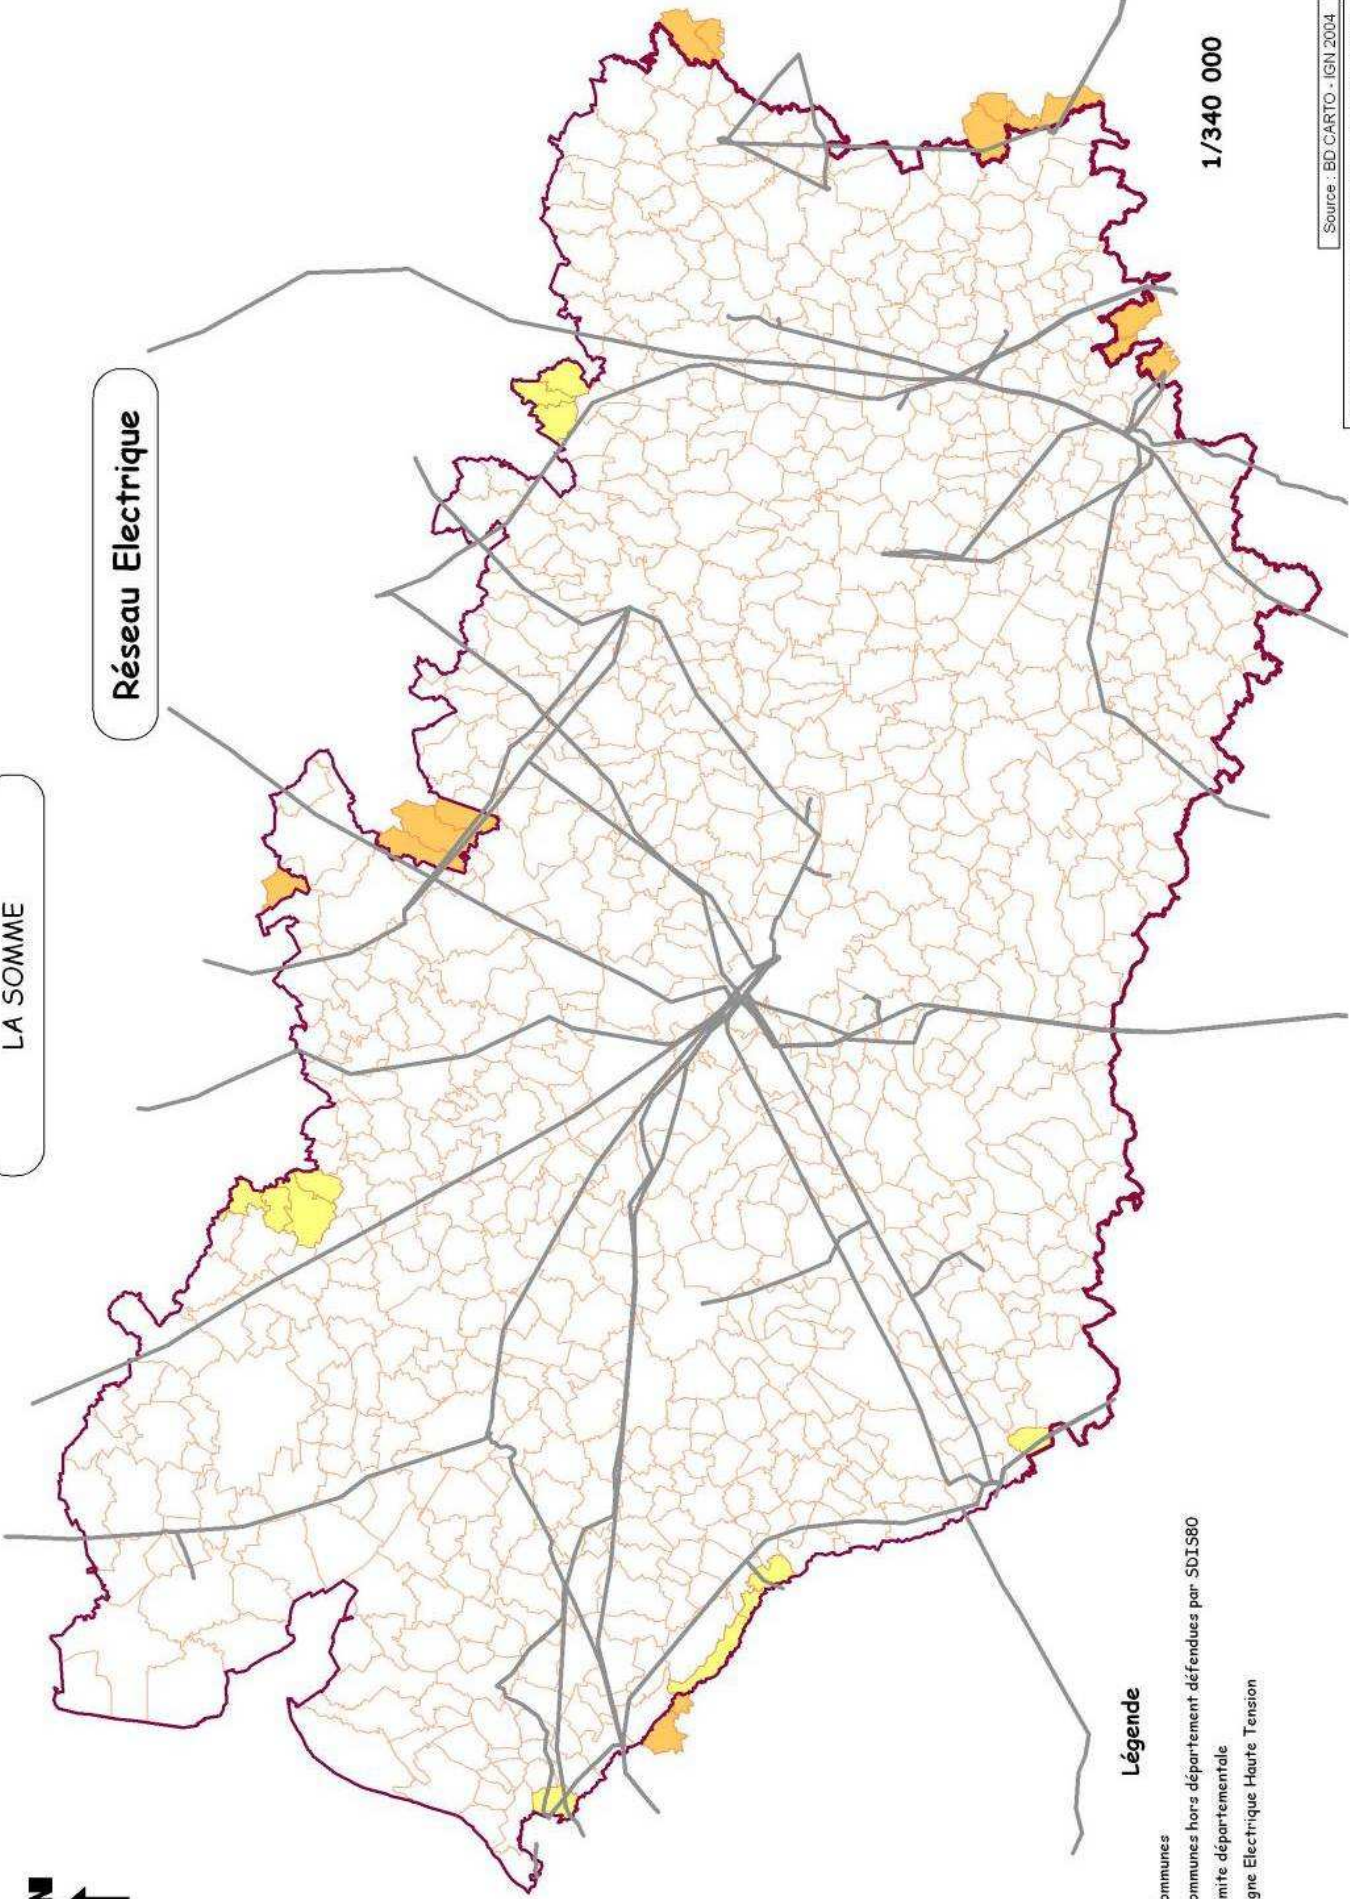 LA SOMME
Réseau Electrique
N
Légende
ommunes
ommunes hors département défendues par SDIS80
mite départementale
gne Electrique Haute Tension
1/340 000
Source : BD CARTO - IGN 2004